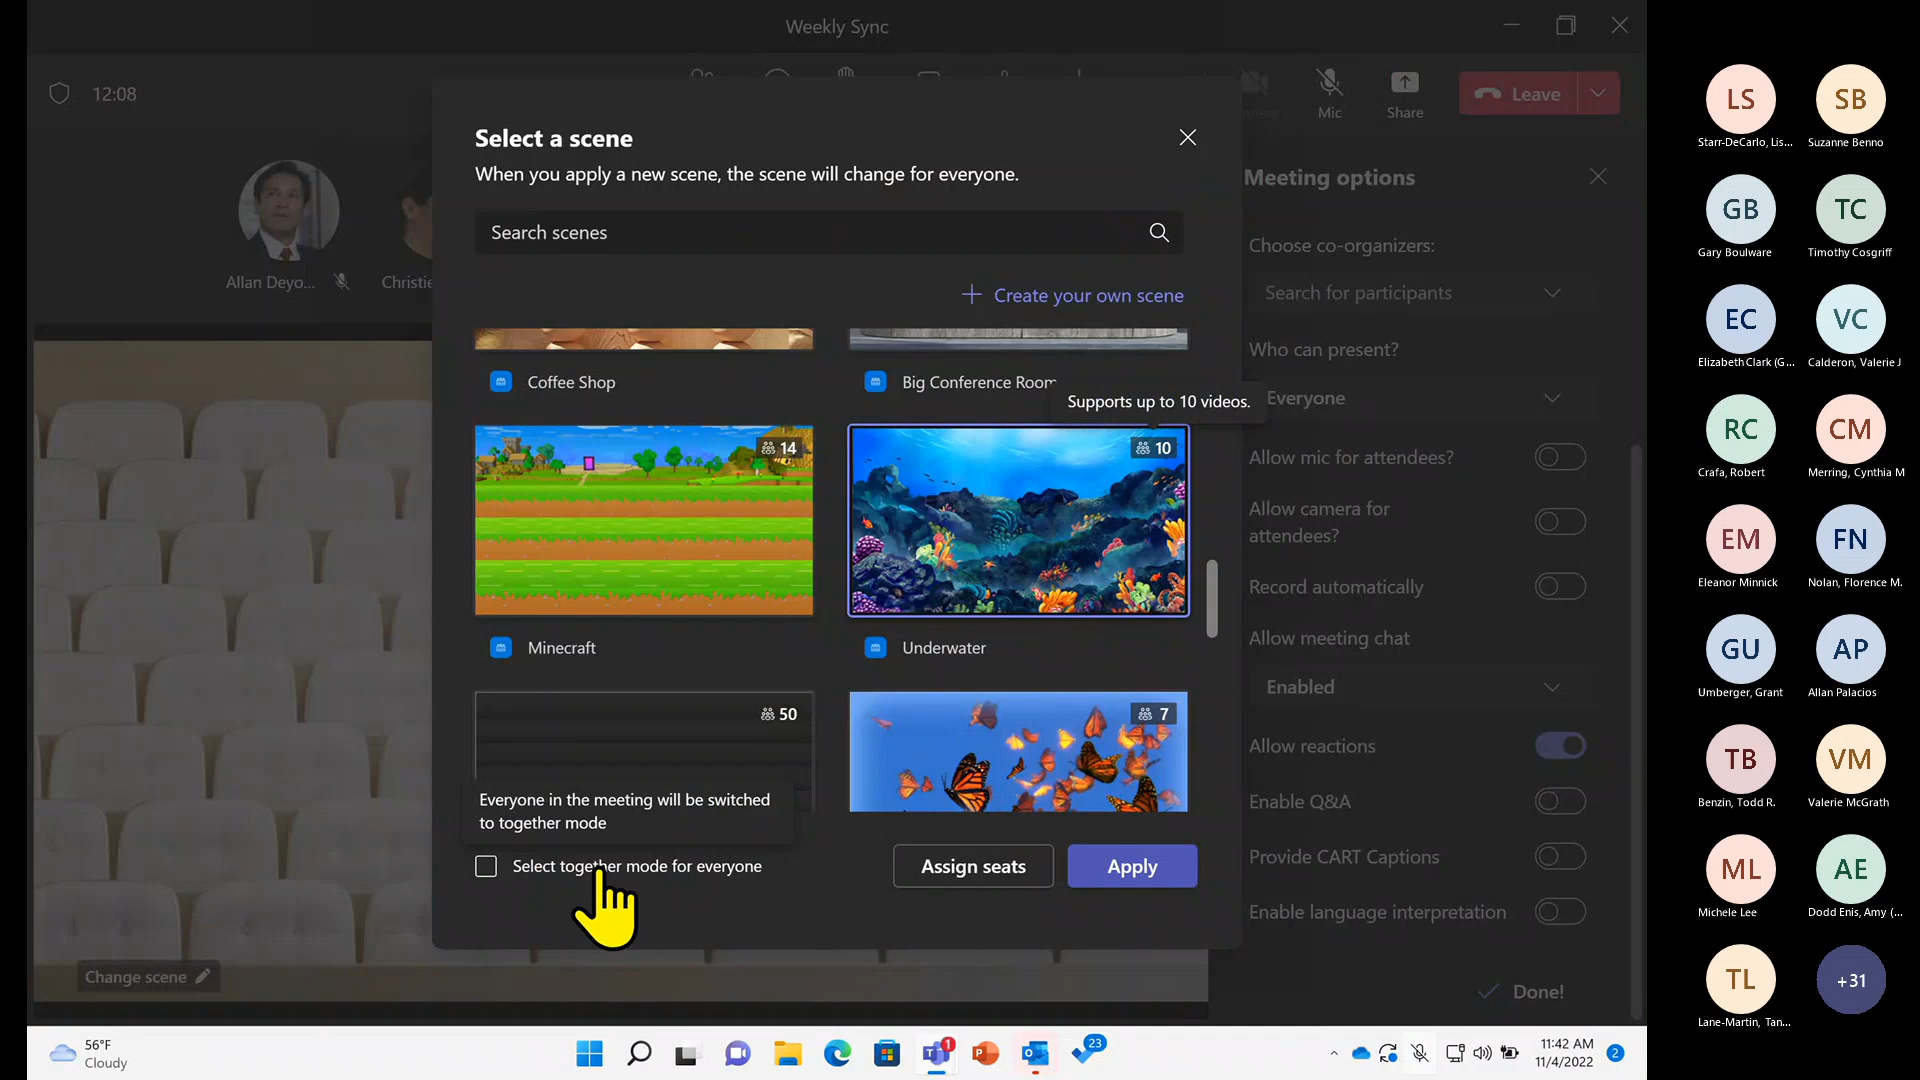 Weekly Sync
12:08
Mic
Share
Leave
Select a scene
When you apply a new scene, the scene will change for everyone.
Search scenes
Create your own scene
Allan Deyo...
Christie
Coffee Shop
Big Conference Room
Supports up to 10 videos.
14
10
Minecraft
Underwater
50
7
Everyone in the meeting will be switched
to together mode
Select together mode for everyone
Assign seats
Apply
Change scene
Meeting options
Choose co-organizers:
Search for participants
Who can present?
Everyone
Allow mic for attendees?
Allow camera for
attendees?
Record automatically
Allow meeting chat
Enabled
Allow reactions
Enable Q&A
Provide CART Captions
Enable language interpretation
Done!
LS
Starr-DeCarlo, Lis...
SB
Suzanne Benno
GB
Gary Boulware
TC
Timothy Cosgriff
EC
Elizabeth Clark (G...
VC
Calderon, Valerie J
RC
Crafa, Robert
CM
Merring, Cynthia M
EM
Eleanor Minnick
FN
Nolan, Florence M.
GU
Umberger, Grant
AP
Allan Palacios
TB
Benzin, Todd R.
VM
Valerie McGrath
ML
Michele Lee
AE
Dodd Enis, Amy (...
TL
Lane-Martin, Tan...
+31
56°F
Cloudy
1
23
11:42 AM
11/4/2022
2